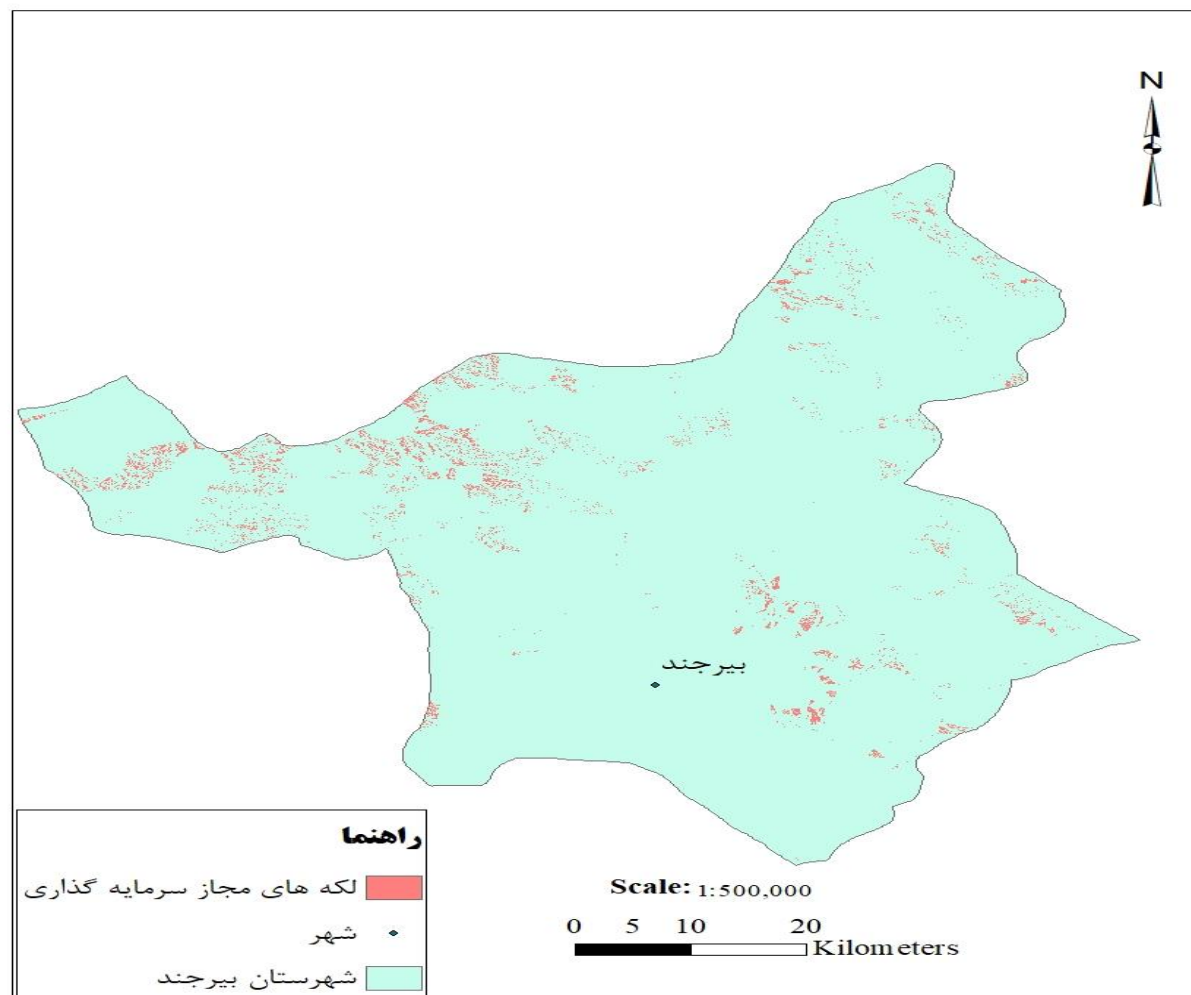 N
بیرجند
راهنما
لکه های مجاز سرمایه گذاری
شهر
شهرستان بیرجند
Scale: 1:500,000
0 5 10 20
Kilometers